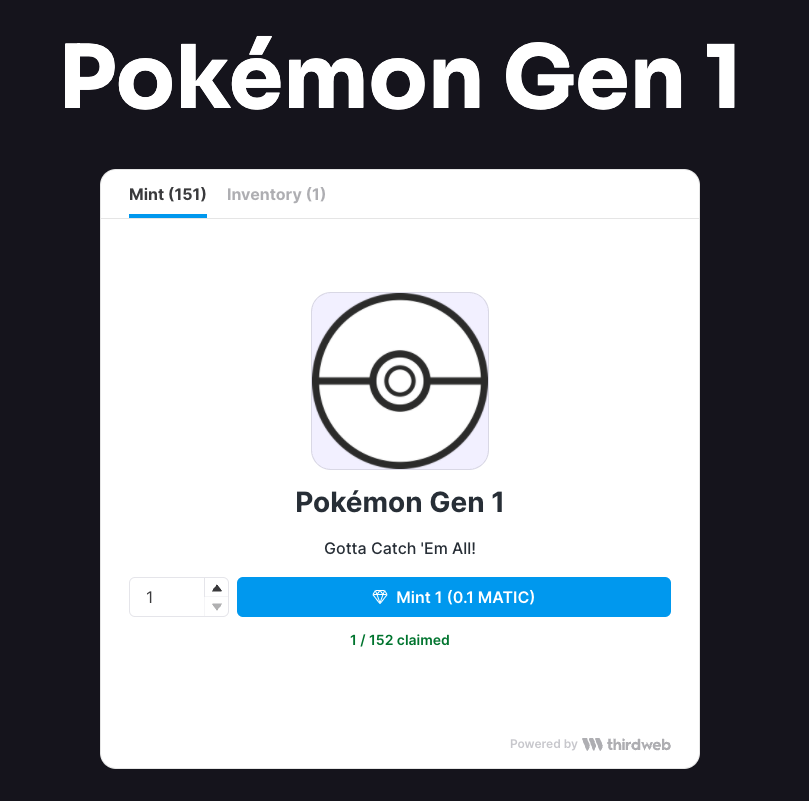 Pokémon Gen 1
Mint (151) Inventory (1)
Pokémon Gen 1
Gotta Catch 'Em All!
1 Mint 1 (0.1 MATIC)
1 / 152 claimed
Powered by thirdweb